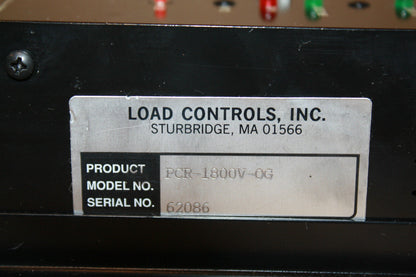 LOAD CONTROLS, INC.
STURBRIDGE, MA 01566
PRODUCT PCR-1800V-OG
MODEL NO.
SERIAL NO. 62086